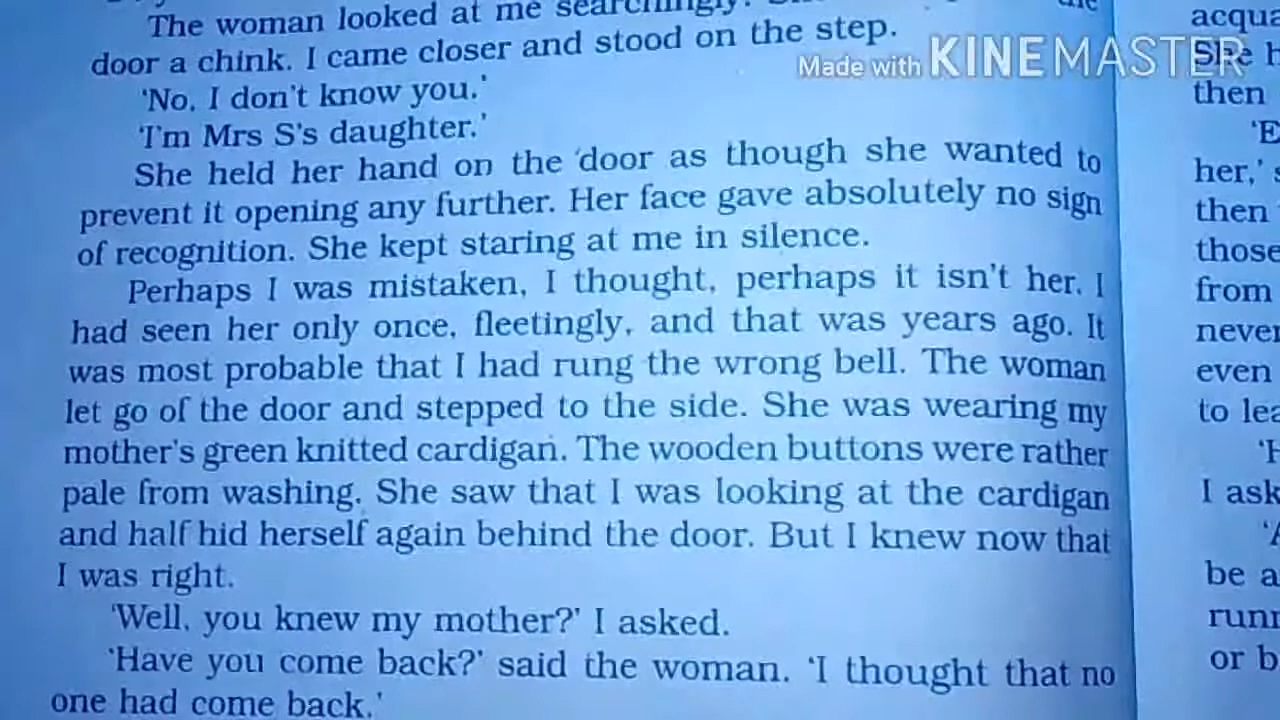 The woman looked at me searchingly.
door a chink. I came closer and stood on the step.
'No, I don't know you.'
'I'm Mrs S's daughter.'
She held her hand on the door as though she wanted to
prevent it opening any further. Her face gave absolutely no sign
of recognition. She kept staring at me in silence.
Perhaps I was mistaken, I thought, perhaps it isn't her. I
had seen her only once, fleetingly, and that was years ago. It
was most probable that I had rung the wrong bell. The woman
let go of the door and stepped to the side. She was wearing my
mother's green knitted cardigan. The wooden buttons were rather
pale from washing. She saw that I was looking at the cardigan
and half hid herself again behind the door. But I knew now that
I was right.
'Well, you knew my mother?' I asked.
'Have you come back?' said the woman. 'I thought that no
one had come back.'
Made with KINEMASTER
acqua
She h
then
'E
her,' s
then
those
from
never
even
to lea
'H
I ask
'A
be a
runn
or b